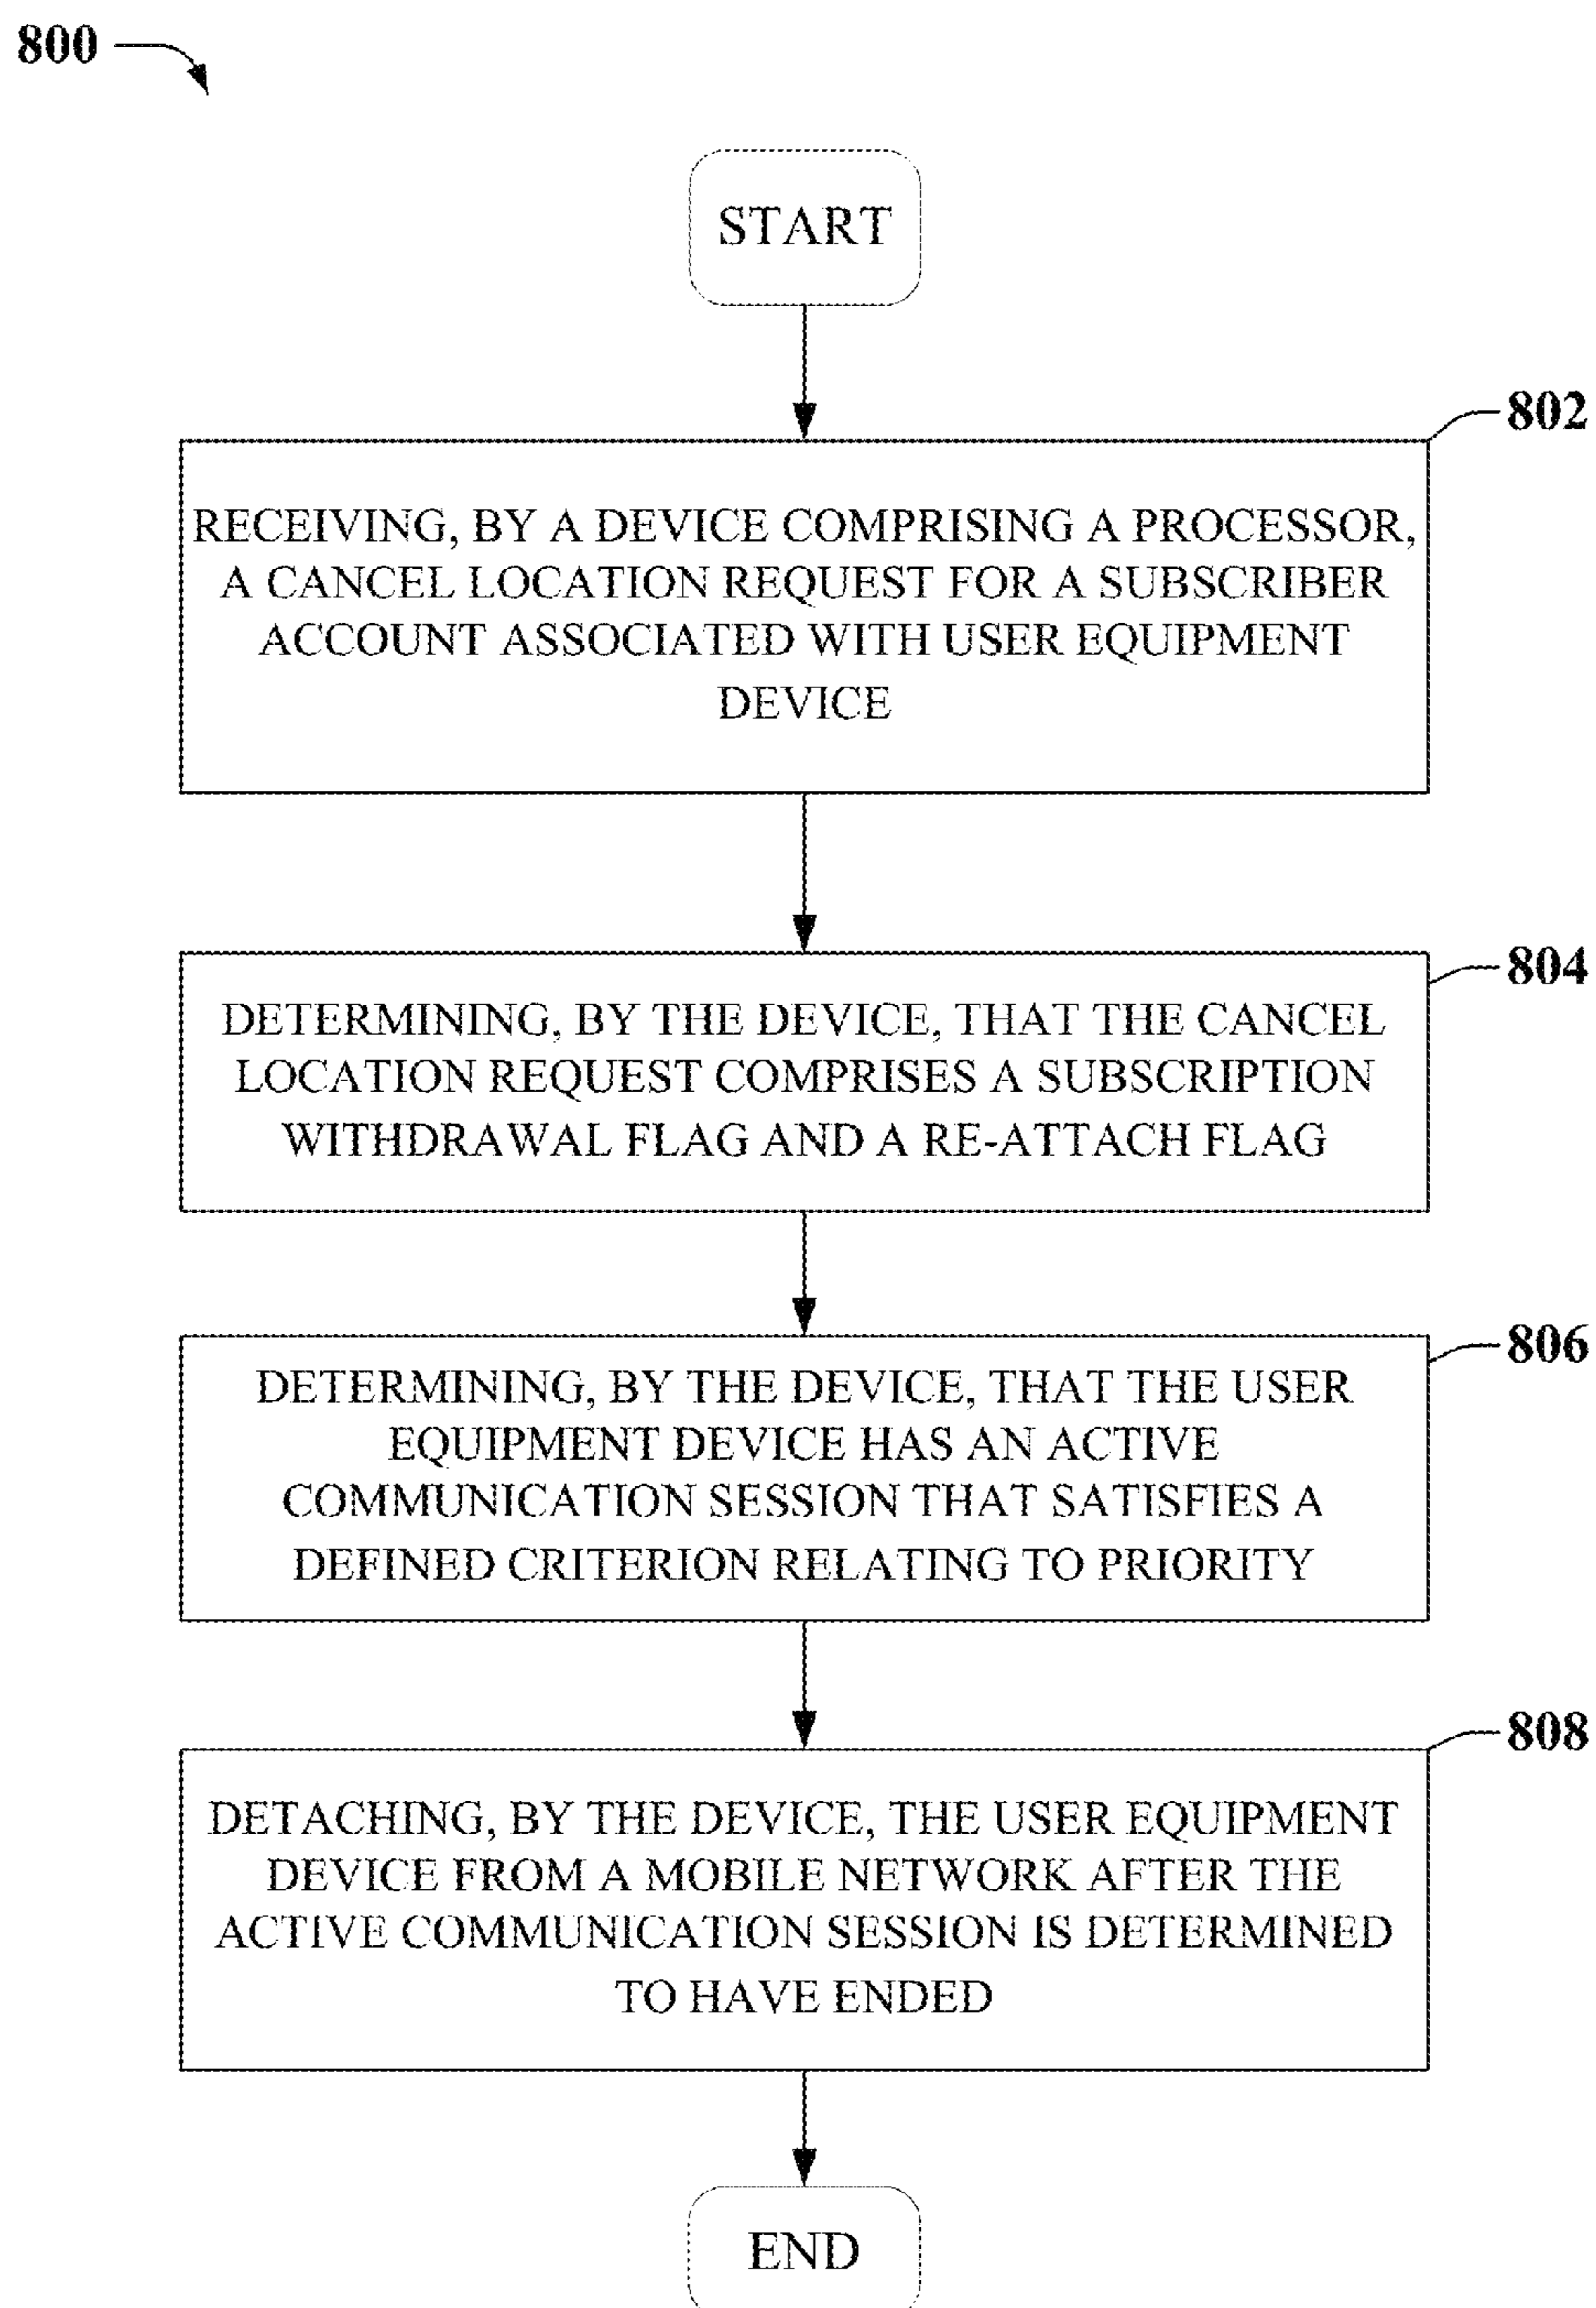 800
START
802
RECEIVING, BY A DEVICE COMPRISING A PROCESSOR,
A CANCEL LOCATION REQUEST FOR A SUBSCRIBER
ACCOUNT ASSOCIATED WITH USER EQUIPMENT
DEVICE
804
DETERMINING, BY THE DEVICE, THAT THE CANCEL
LOCATION REQUEST COMPRISES A SUBSCRIPTION
WITHDRAWAL FLAG AND A RE-ATTACH FLAG
806
DETERMINING, BY THE DEVICE, THAT THE USER
EQUIPMENT DEVICE HAS AN ACTIVE
COMMUNICATION SESSION THAT SATISFIES A
DEFINED CRITERION RELATING TO PRIORITY
808
DETACHING, BY THE DEVICE, THE USER EQUIPMENT
DEVICE FROM A MOBILE NETWORK AFTER THE
ACTIVE COMMUNICATION SESSION IS DETERMINED
TO HAVE ENDED
END